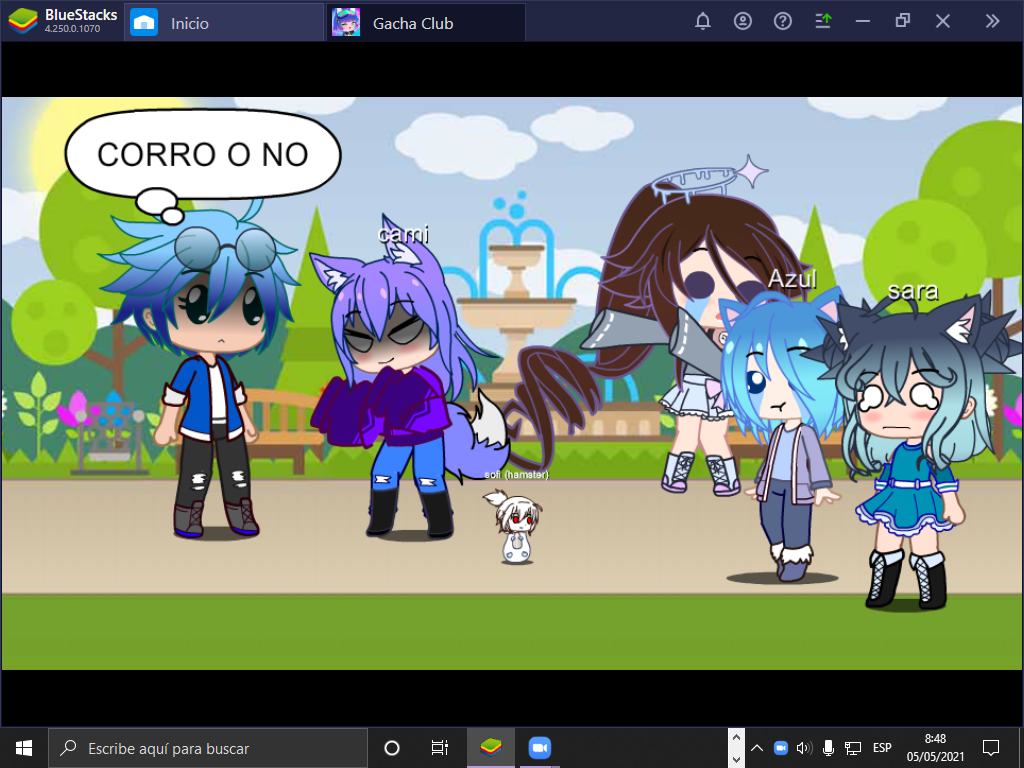 BlueStacks
4.250.0.1070
Inicio
Gacha Club
CORRO O NO
cami
Azul
sara
sofi (hamster)
Escribe aquí para buscar
ESP
8:48
05/05/2021